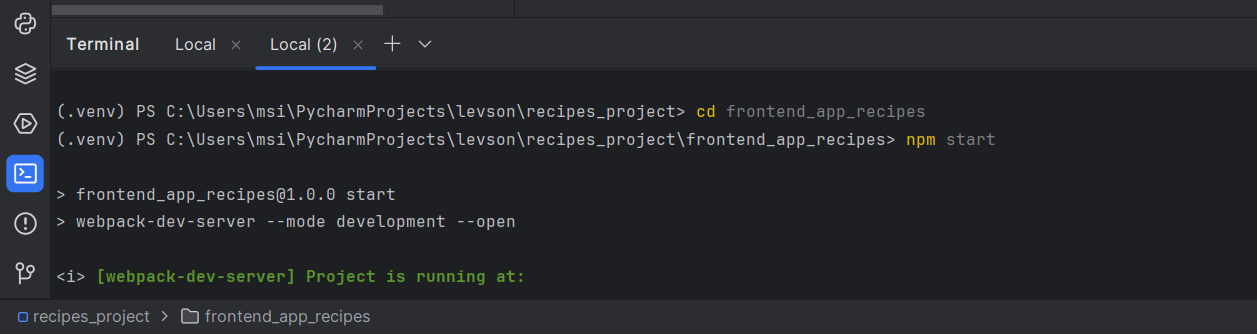 Terminal Local Local (2)
(.venv) PS C:\Users\msi\PycharmProjects\levson\recipes_project> cd frontend_app_recipes
(.venv) PS C:\Users\msi\PycharmProjects\levson\recipes_project\frontend_app_recipes> npm start
> frontend_app_recipes@1.0.0 start
> webpack-dev-server --mode development --open
<i> [webpack-dev-server] Project is running at:
recipes_project > frontend_app_recipes